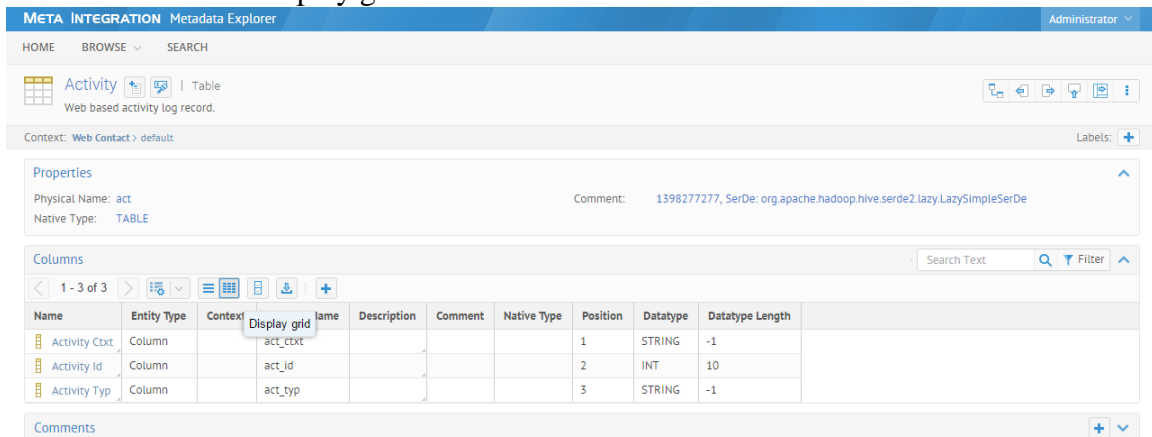 META INTEGRATION Metadata Explorer Administrator
HOME BROWSE SEARCH
Activity | Table
Web based activity log record.
Context: Web Contact > default Labels:
Properties
Physical Name: act Comment: 1398277277, SerDe: org.apache.hadoop.hive.serde2.lazy.LazySimpleSerDe
Native Type: TABLE
Columns Search Text Filter
1 - 3 of 3
Name Entity Type Context Name Description Comment Native Type Position Datatype Datatype Length
Display grid
Activity Ctxt Column act_ctxt 1 STRING -1
Activity Id Column act_id 2 INT 10
Activity Typ Column act_typ 3 STRING -1
Comments